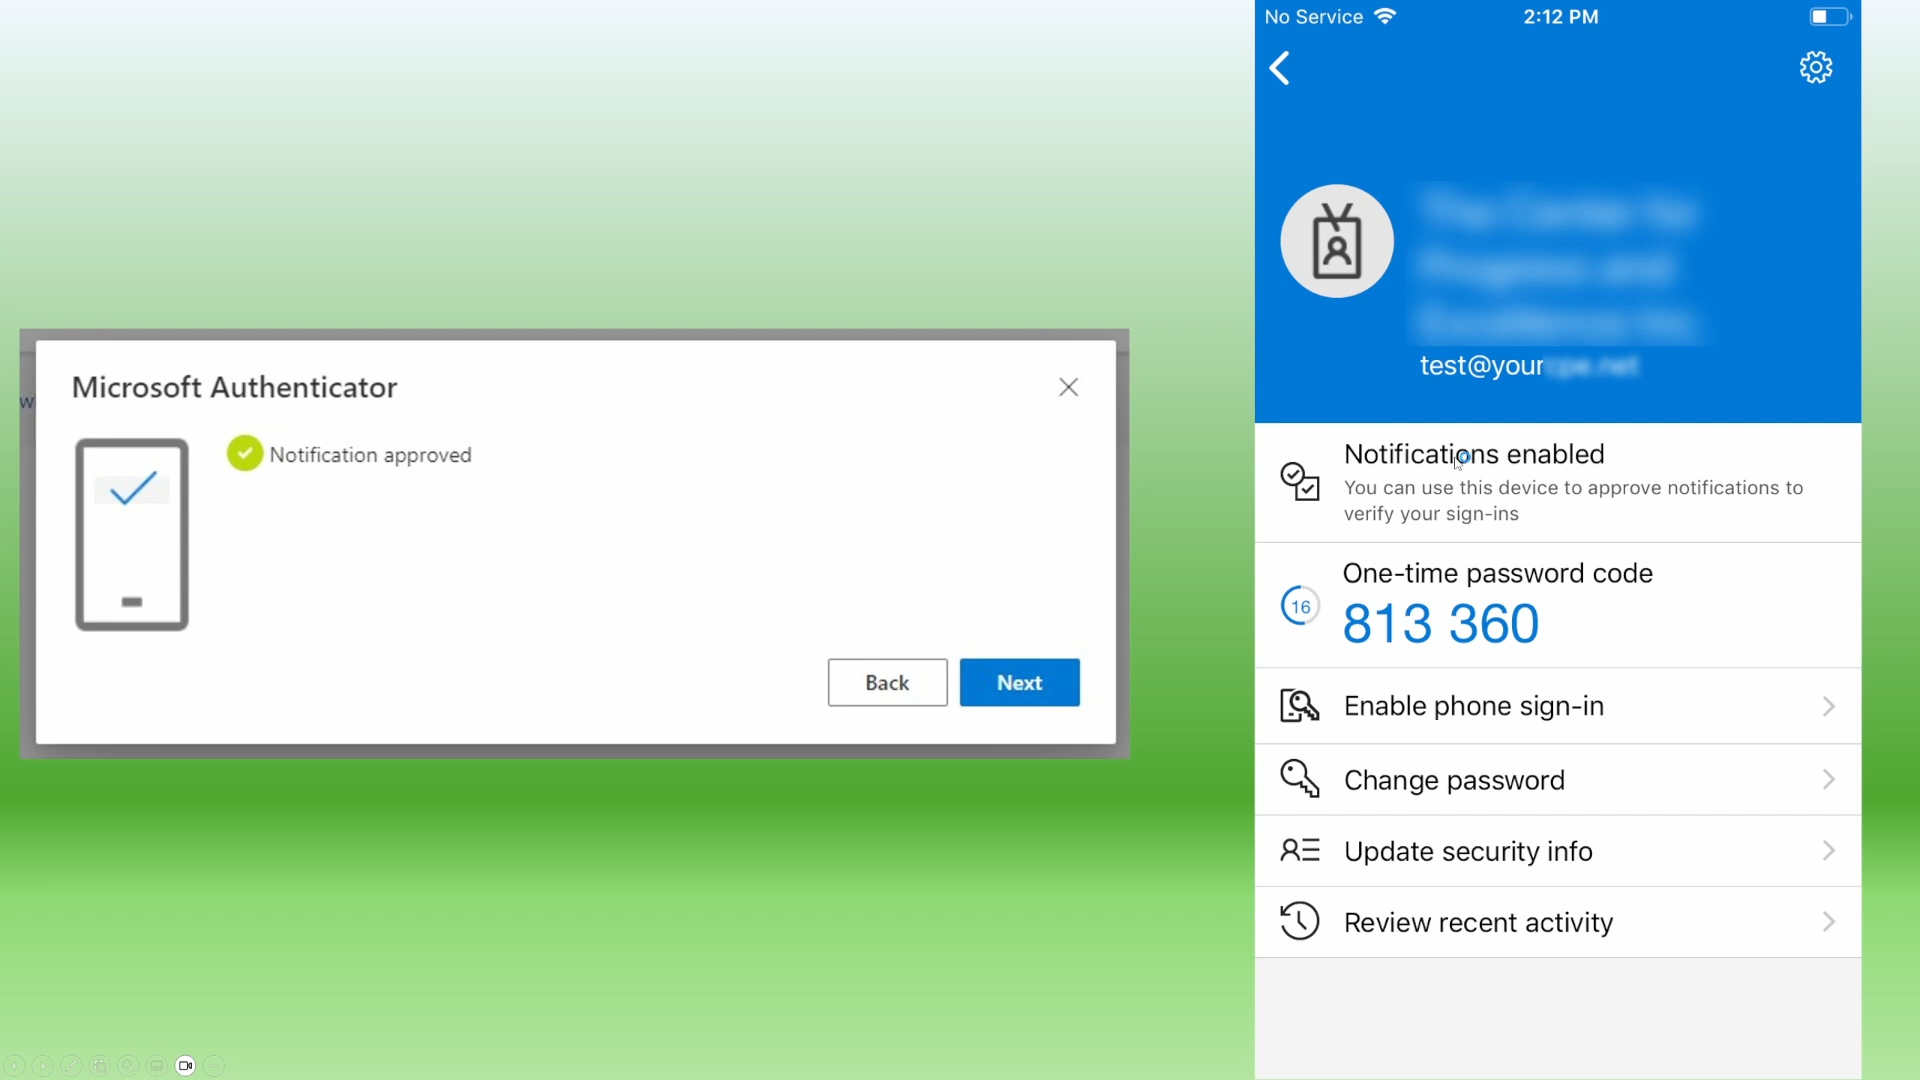 Microsoft Authenticator
Notification approved
Back
Next
No Service
2:12 PM
test@your
Notifications enabled
You can use this device to approve notifications to
verify your sign-ins
One-time password code
16
813 360
Enable phone sign-in
Change password
Update security info
Review recent activity